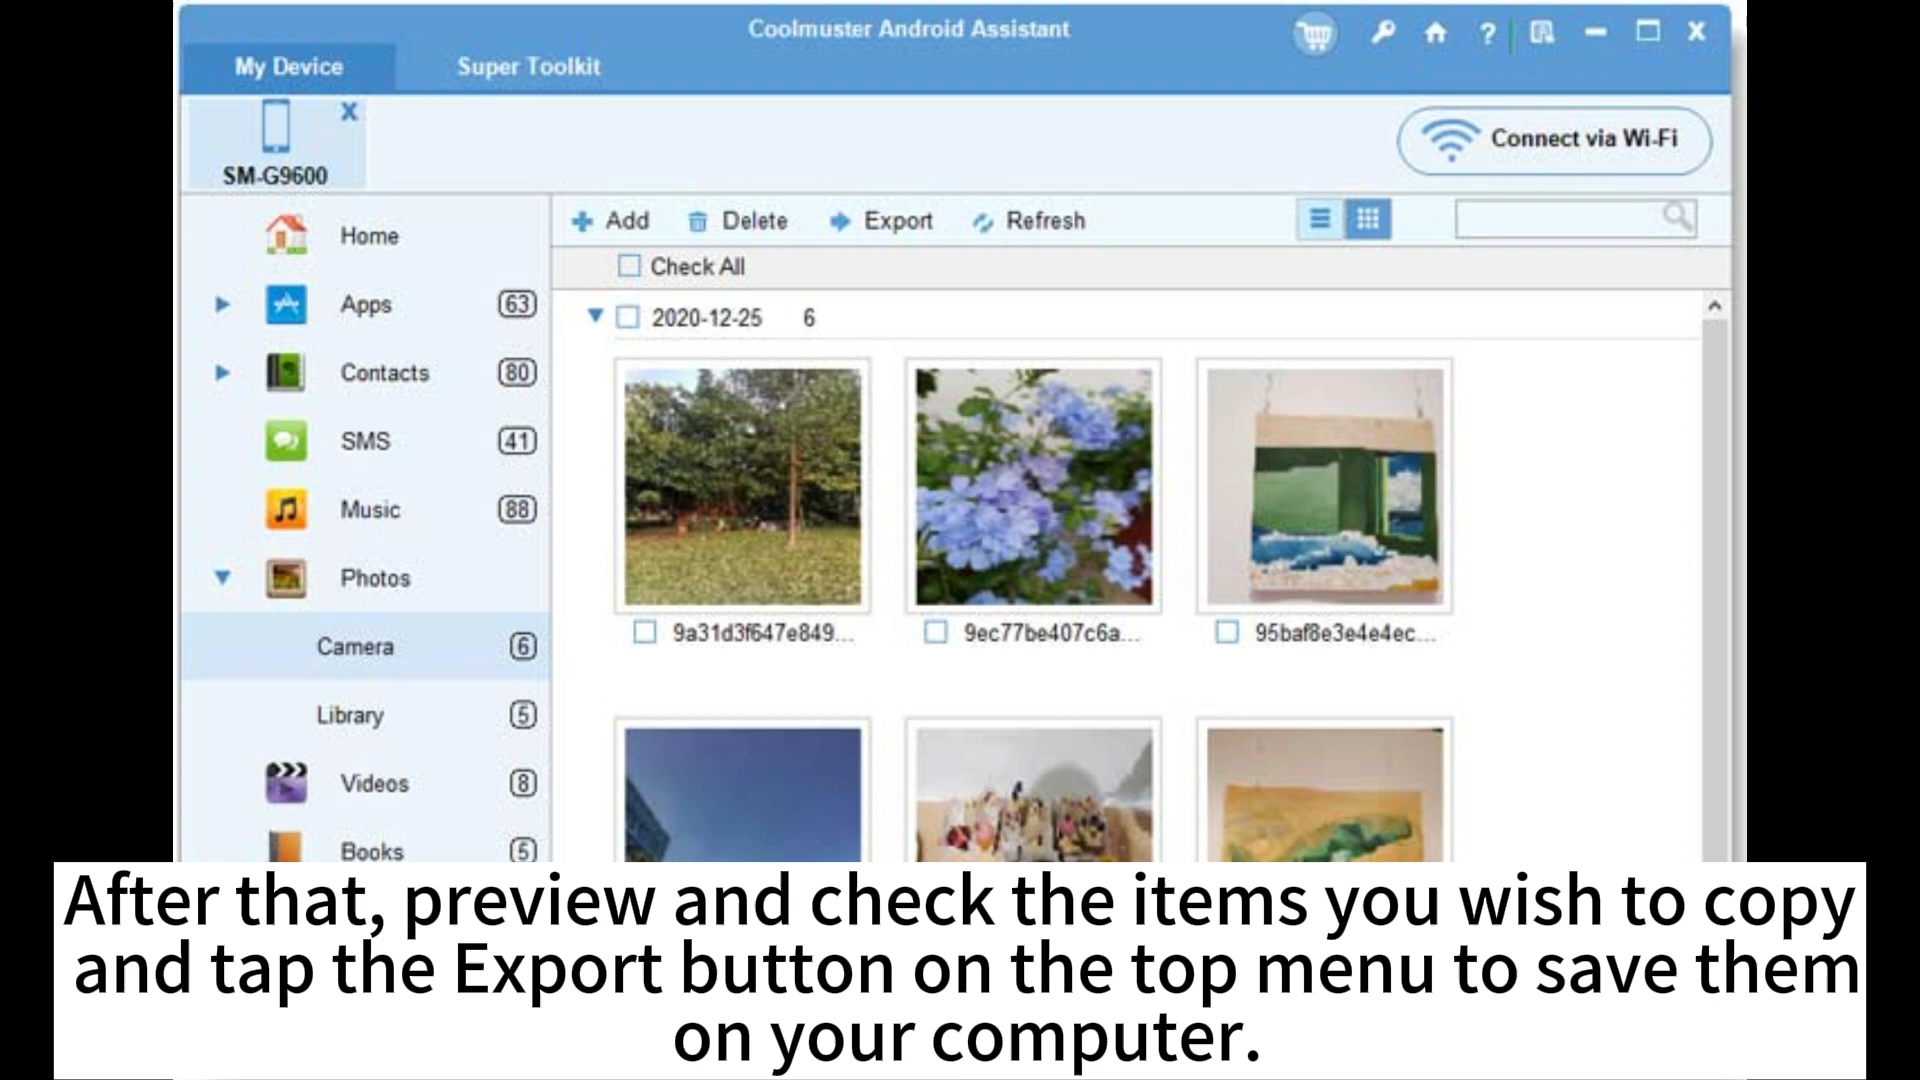 Coolmuster Android Assistant
?
My Device
Super Toolkit
SM-G9600
Connect via Wi-Fi
Add
Delete
Export
Refresh
Check All
Home
Apps 63
Contacts 80
SMS 41
Music 88
Photos
Camera 6
Library 5
Videos 8
Books 5
2020-12-25 6
9a31d3f647e849...
9ec77be407c6a...
95baf8e3e4e4ec...
After that, preview and check the items you wish to copy
and tap the Export button on the top menu to save them
on your computer.